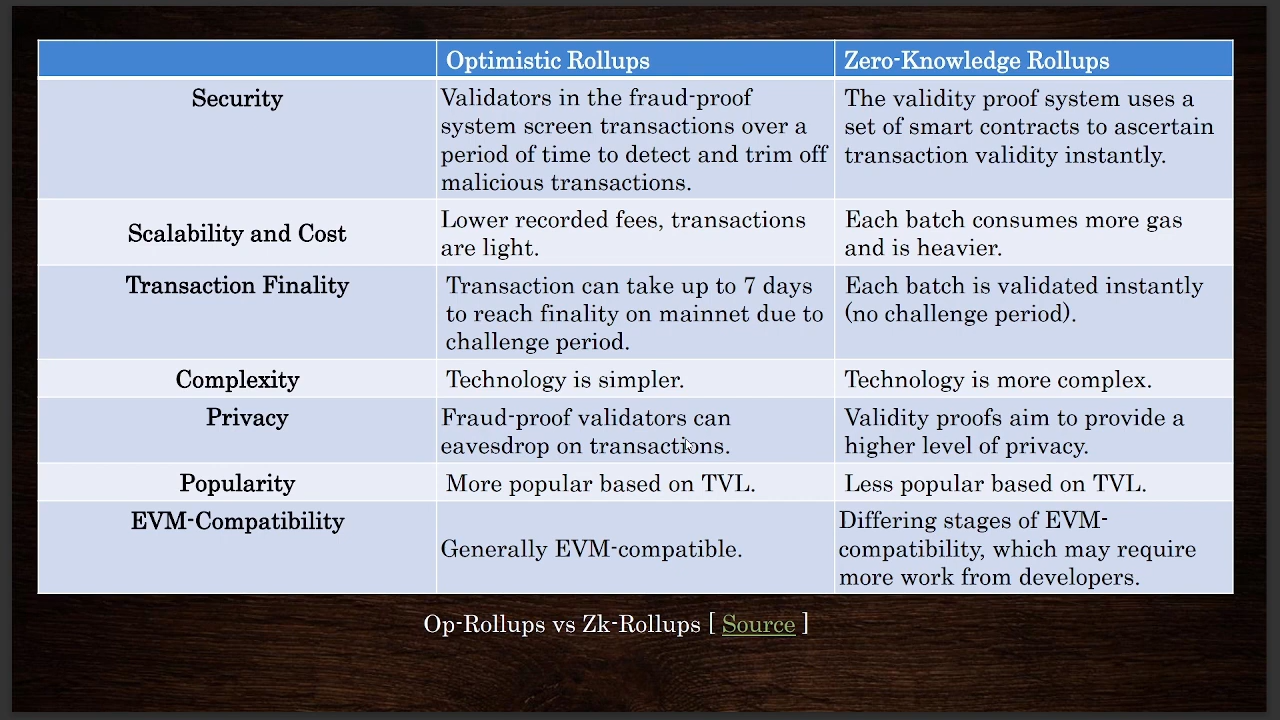 Optimistic Rollups
Zero-Knowledge Rollups
Security
Validators in the fraud-proof
system screen transactions over a
period of time to detect and trim off
malicious transactions.
The validity proof system uses a
set of smart contracts to ascertain
transaction validity instantly.
Scalability and Cost
Lower recorded fees, transactions
are light.
Each batch consumes more gas
and is heavier.
Transaction Finality
Transaction can take up to 7 days
to reach finality on mainnet due to
challenge period.
Each batch is validated instantly
(no challenge period).
Complexity
Technology is simpler.
Technology is more complex.
Privacy
Fraud-proof validators can
eavesdrop on transactions.
Validity proofs aim to provide a
higher level of privacy.
Popularity
More popular based on TVL.
Less popular based on TVL.
EVM-Compatibility
Generally EVM-compatible.
Differing stages of EVM-
compatibility, which may require
more work from developers.
Op-Rollups vs Zk-Rollups [ Source ]